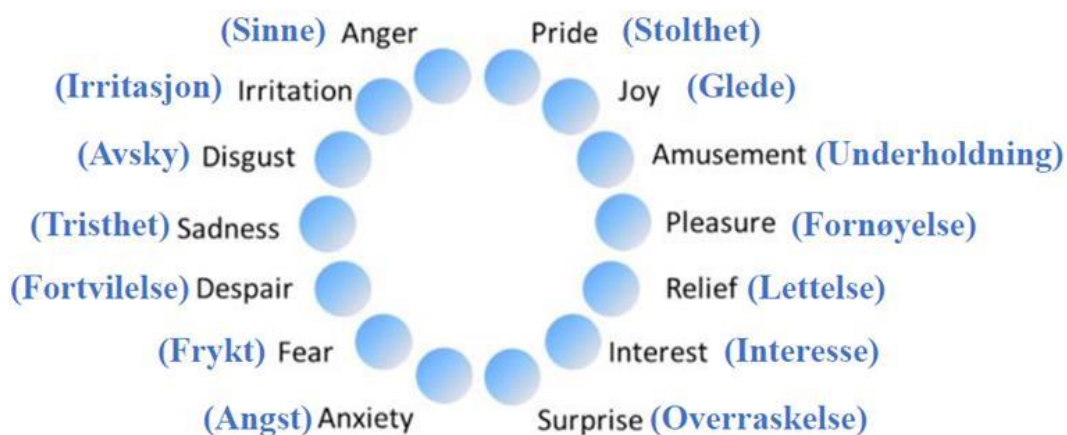 (Sinne) Anger Pride (Stolthet)
(Irritasjon) Irritation Joy (Glede)
(Avsky) Disgust Amusement (Underholdning)
(Tristhet) Sadness Pleasure (Fornøyelse)
(Fortvilelse) Despair Relief (Lettelse)
(Frykt) Fear Interest (Interesse)
(Angst) Anxiety Surprise (Overraskelse)